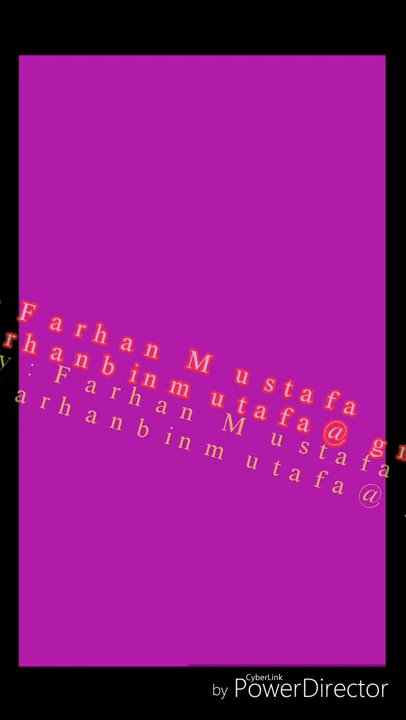 Farhan Mustafa
rhanbinmutafa@g
y : Farhan Mustafa
arhanbinmutafa@
CyberLink
by PowerDirector